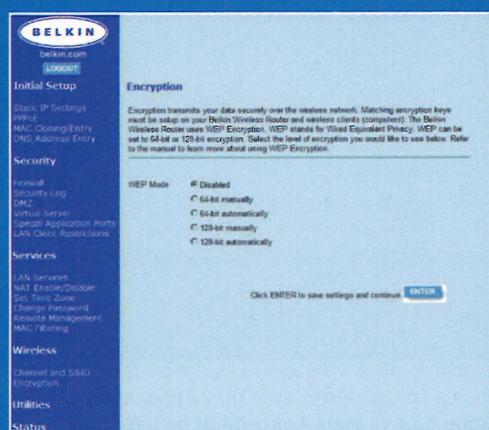 BELKIN
belkin.com
LOGOUT
Initial Setup
Static IP Settings
PPPoE
MAC Cloning/Entry
DNS Address Entry
Security
Firewall
Security Log
DMZ
Virtual Server
Special Application Ports
LAN Client Restrictions
Services
LAN Services
NAT Enable/Disable
Set Time Zone
Change Password
Remote Management
MAC Filtering
Wireless
Channel and SSID
Encryption
Utilities
Status
Encryption
Encryption transmits your data securely over the wireless network. Matching encryption keys
must be setup on your Belkin Wireless Router and wireless clients (computers). The Belkin
Wireless Router uses WEP Encryption. WEP stands for Wired Equivalent Privacy. WEP can be
set to 64-bit or 128-bit encryption. Select the level of encryption you would like to use below. Refer
to the manual to learn more about using WEP Encryption.
WEP Mode
Disabled
64-bit manually
64-bit automatically
128-bit manually
128-bit automatically
Click ENTER to save settings and continue ENTER